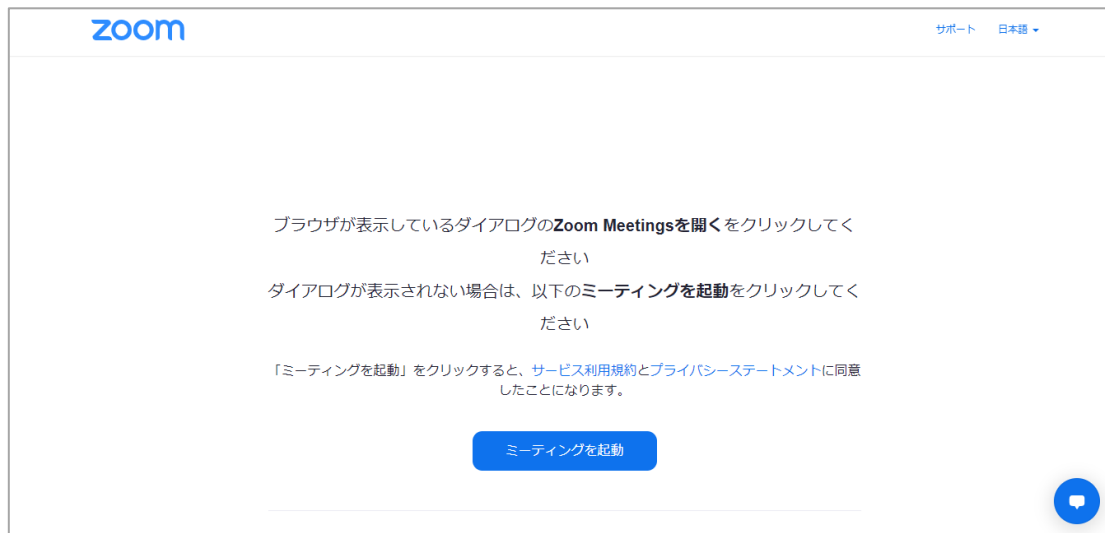 zoom
サポート 日本語
ブラウザが表示しているダイアログのZoom Meetingsを開くをクリックしてく
ださい
ダイアログが表示されない場合は、以下のミーティングを起動をクリックしてく
ださい
「ミーティングを起動」をクリックすると、サービス利用規約とプライバシーステートメントに同意
したことになります。
ミーティングを起動